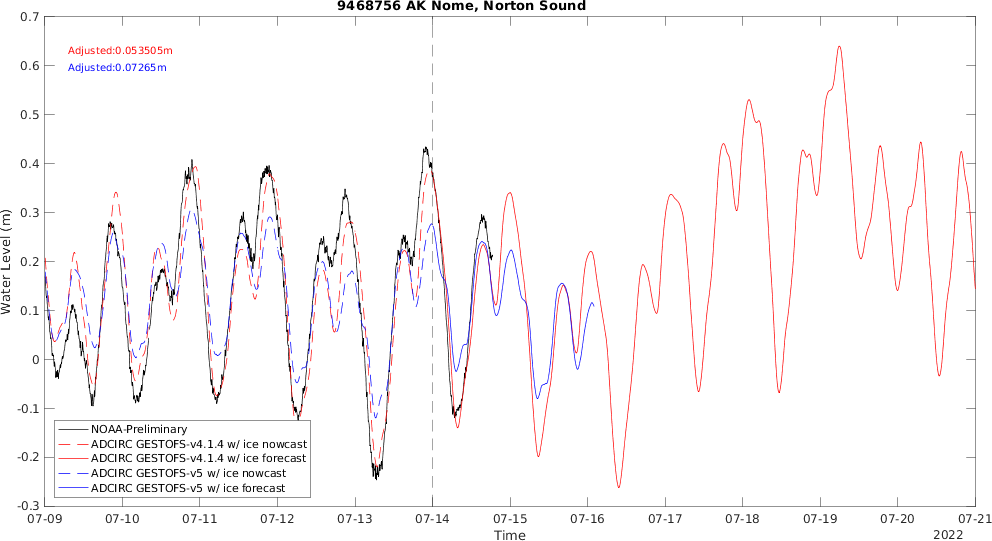 9468756 AK Nome, Norton Sound
Adjusted:0.053505m
Adjusted:0.07265m
0.7
0.6
0.5
0.4
0.3
0.2
0.1
0
-0.1
-0.2
-0.3
Water Level (m)
NOAA-Preliminary
ADCIRC GESTOFS-v4.1.4 w/ ice nowcast
ADCIRC GESTOFS-v4.1.4 w/ ice forecast
ADCIRC GESTOFS-v5 w/ ice nowcast
ADCIRC GESTOFS-v5 w/ ice forecast
07-09 07-10 07-11 07-12 07-13 07-14 07-15 07-16 07-17 07-18 07-19 07-20 07-21
Time
2022